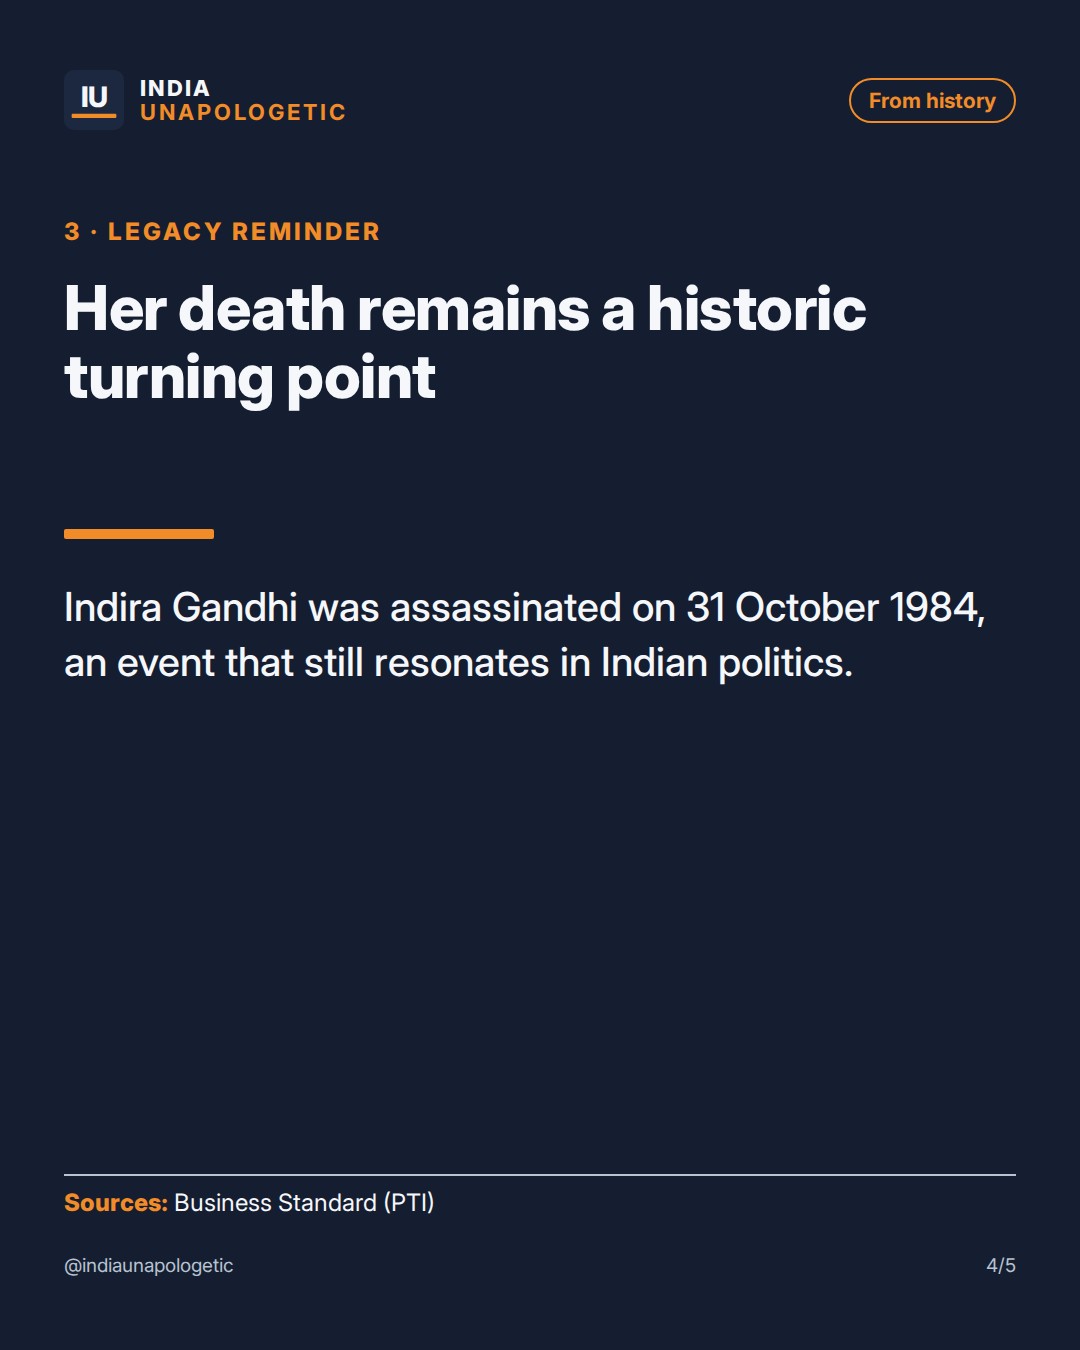 IU
INDIA
UNAPOLOGETIC
From history
3 · LEGACY REMINDER
Her death remains a historic
turning point
Indira Gandhi was assassinated on 31 October 1984,
an event that still resonates in Indian politics.
Sources: Business Standard (PTI)
@indiaunapologetic
4/5